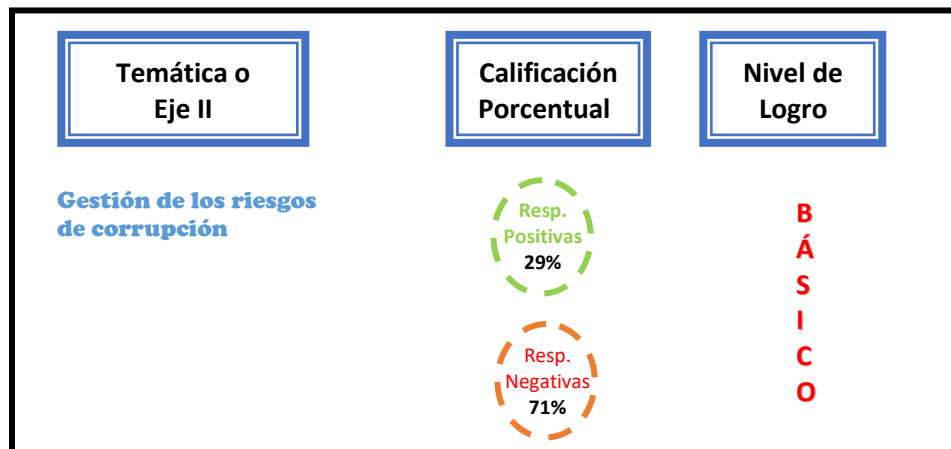 Temática o
Eje II
Calificación
Porcentual
Nivel de
Logro
Gestión de los riesgos
de corrupción
Resp.
Positivas
29%
Resp.
Negativas
71%
B
Á
S
I
C
O